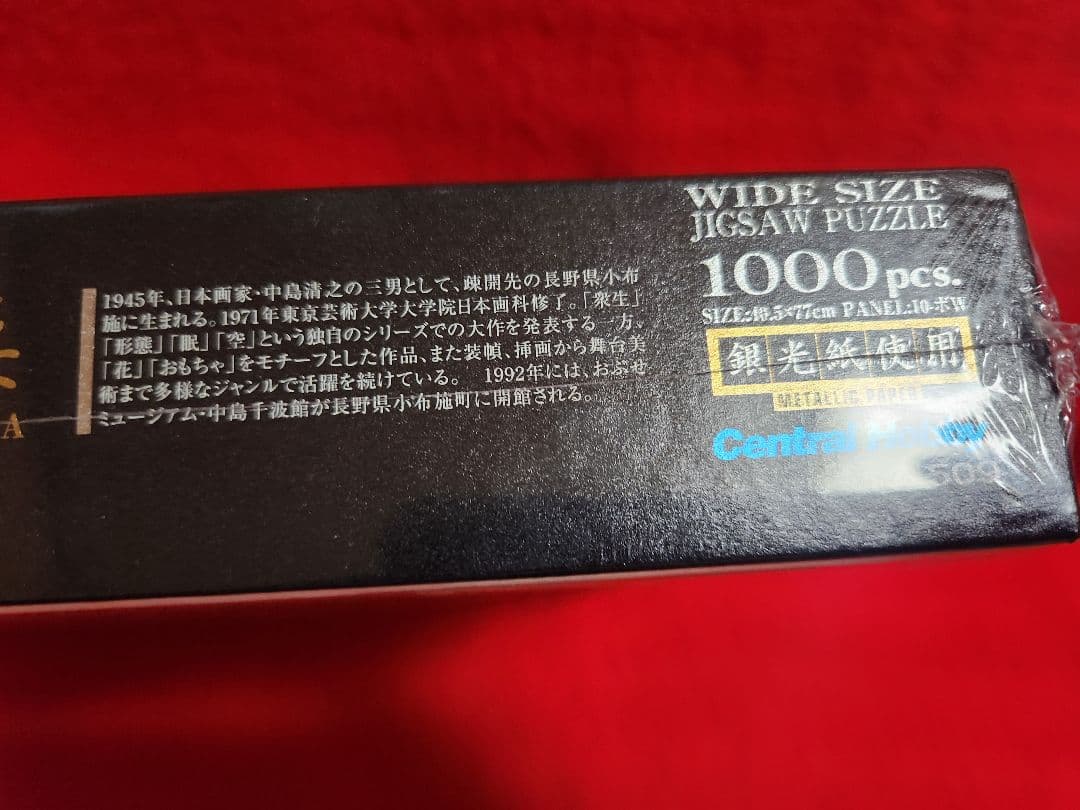 1945年、日本画家・中島清之の三男として、疎開先の長野県小布
施に生まれる。1971年東京芸術大学大学院日本画科修了。「衆生」
「形態」「眠」「空」という独自のシリーズでの大作を発表する一方、
「花」「おもちゃ」をモチーフとした作品、また装幀、挿画から舞台美
術まで多様なジャンルで活躍を続けている。 1992年には、おぶせ
ミュージアム・中島千波館が長野県小布施町に開館される。
A
WIDE SIZE
JIGSAW PUZZLE
1000 pcs.
SIZE:49.5×77cm PANEL:10-ボW
銀光紙使用
METALLIC PAPER
Central Hobby